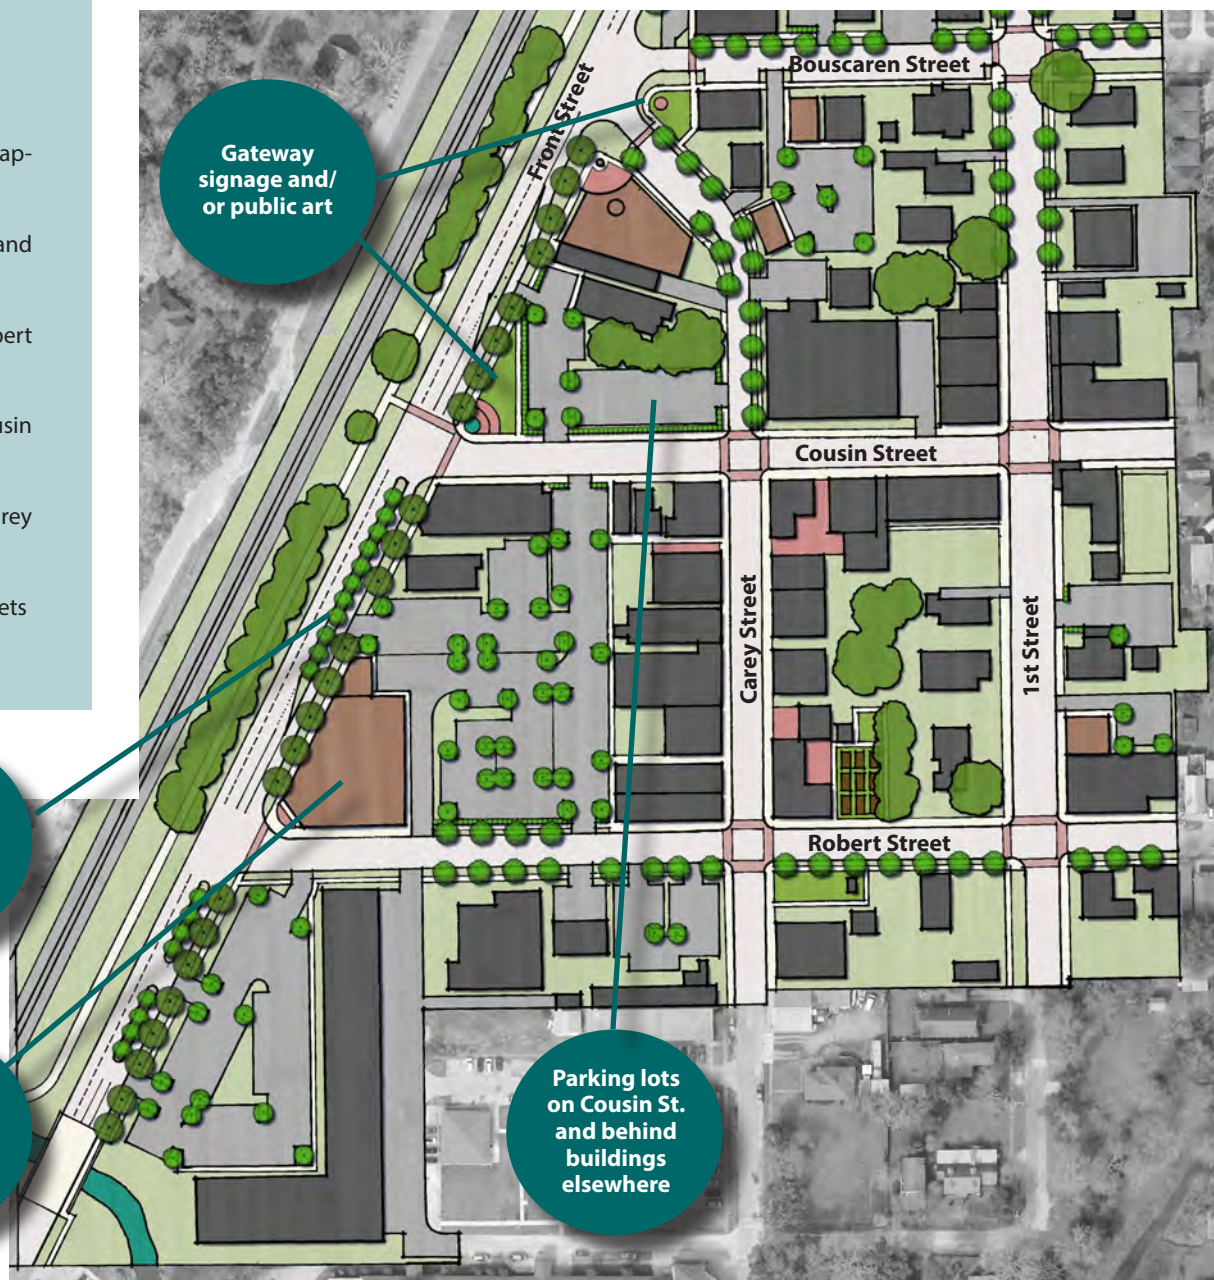 ap-
and
pert
usin
rey
ets
Gateway
signage and/
or public art
Front Street
Bouscaren Street
Cousin Street
Carey Street
1st Street
Robert Street
Parking lots
on Cousin St.
and behind
buildings
elsewhere